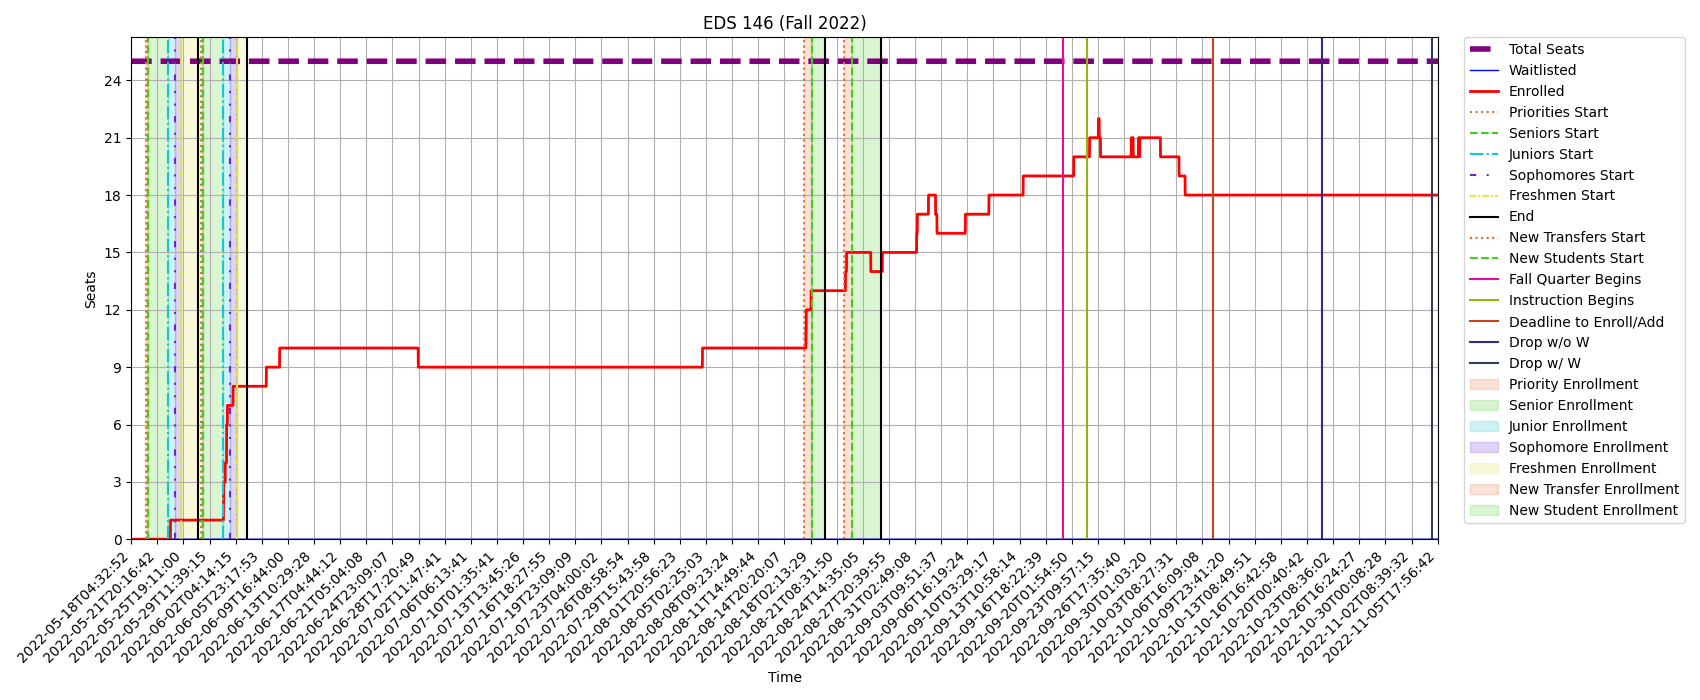 EDS 146 (Fall 2022)
Seats
24
21
18
15
12
9
6
3
0
2022-05-18T04:32:52
2022-05-21T20:16:42
2022-05-25T19:11:00
2022-05-29T11:39:15
2022-06-02T04:14:15
2022-06-05T23:17:53
2022-06-09T16:44:00
2022-06-13T10:29:28
2022-06-17T04:44:12
2022-06-21T05:04:08
2022-06-24T23:09:07
2022-06-28T17:20:49
2022-07-02T11:47:41
2022-07-06T06:13:41
2022-07-10T01:35:41
2022-07-13T13:45:26
2022-07-16T18:27:55
2022-07-19T23:09:09
2022-07-23T04:00:02
2022-07-26T08:58:54
2022-07-29T15:43:58
2022-08-01T20:56:23
2022-08-05T02:25:03
2022-08-08T09:23:24
2022-08-11T14:49:44
2022-08-14T20:20:07
2022-08-18T02:13:29
2022-08-21T08:31:50
2022-08-24T14:35:05
2022-08-27T20:39:55
2022-08-31T02:49:08
2022-09-03T09:51:37
2022-09-06T16:19:24
2022-09-10T03:29:17
2022-09-13T10:58:14
2022-09-16T18:22:39
2022-09-20T01:54:50
2022-09-23T09:57:15
2022-09-26T17:35:40
2022-09-30T01:03:20
2022-10-03T08:27:31
2022-10-06T16:09:08
2022-10-09T23:41:20
2022-10-13T08:49:51
2022-10-16T16:42:58
2022-10-20T00:40:42
2022-10-23T08:36:02
2022-10-26T16:24:27
2022-10-30T00:08:28
2022-11-02T08:39:32
2022-11-05T17:56:42
Time
Total Seats
Waitlisted
Enrolled
Priorities Start
Seniors Start
Juniors Start
Sophomores Start
Freshmen Start
End
New Transfers Start
New Students Start
Fall Quarter Begins
Instruction Begins
Deadline to Enroll/Add
Drop w/o W
Drop w/ W
Priority Enrollment
Senior Enrollment
Junior Enrollment
Sophomore Enrollment
Freshmen Enrollment
New Transfer Enrollment
New Student Enrollment